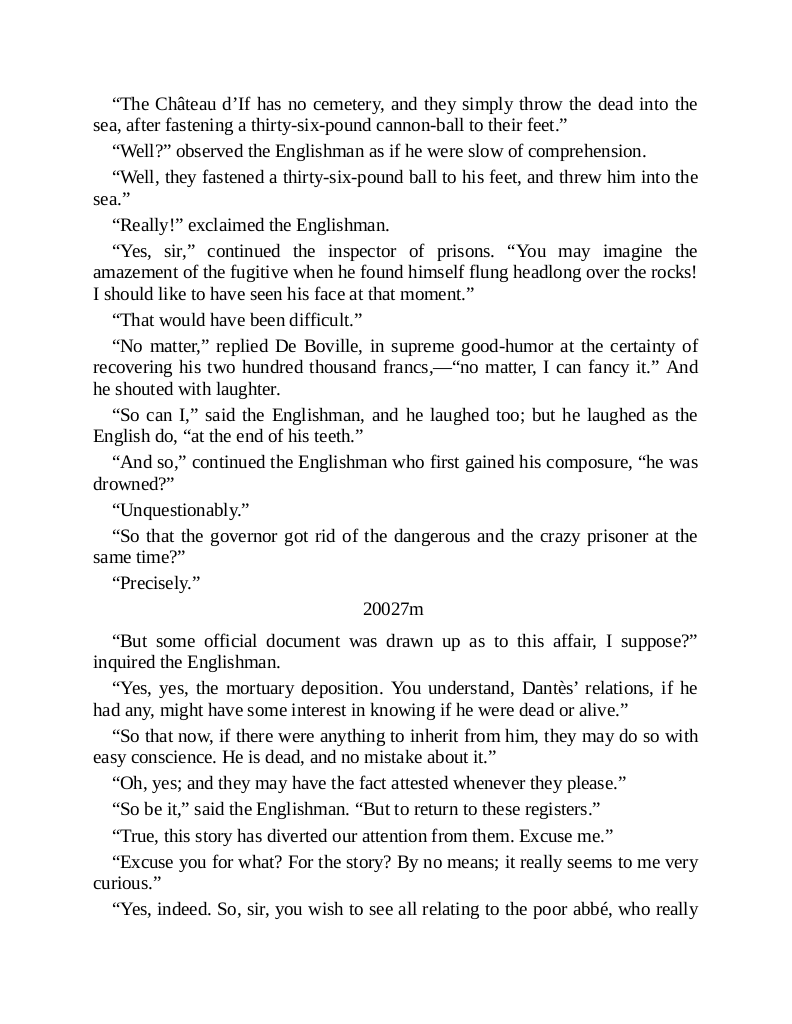 “The Château d’If has no cemetery, and they simply throw the dead into the
sea, after fastening a thirty-six-pound cannon-ball to their feet.”
“Well?” observed the Englishman as if he were slow of comprehension.
“Well, they fastened a thirty-six-pound ball to his feet, and threw him into the
sea.”
“Really!” exclaimed the Englishman.
“Yes, sir,” continued the inspector of prisons. “You may imagine the
amazement of the fugitive when he found himself flung headlong over the rocks!
I should like to have seen his face at that moment.”
“That would have been difficult.”
“No matter,” replied De Boville, in supreme good-humor at the certainty of
recovering his two hundred thousand francs,—“no matter, I can fancy it.” And
he shouted with laughter.
“So can I,” said the Englishman, and he laughed too; but he laughed as the
English do, “at the end of his teeth.”
“And so,” continued the Englishman who first gained his composure, “he was
drowned?”
“Unquestionably.”
“So that the governor got rid of the dangerous and the crazy prisoner at the
same time?”
“Precisely.”
20027m
“But some official document was drawn up as to this affair, I suppose?”
inquired the Englishman.
“Yes, yes, the mortuary deposition. You understand, Dantès’ relations, if he
had any, might have some interest in knowing if he were dead or alive.”
“So that now, if there were anything to inherit from him, they may do so with
easy conscience. He is dead, and no mistake about it.”
“Oh, yes; and they may have the fact attested whenever they please.”
“So be it,” said the Englishman. “But to return to these registers.”
“True, this story has diverted our attention from them. Excuse me.”
“Excuse you for what? For the story? By no means; it really seems to me very
curious.”
“Yes, indeed. So, sir, you wish to see all relating to the poor abbé, who really